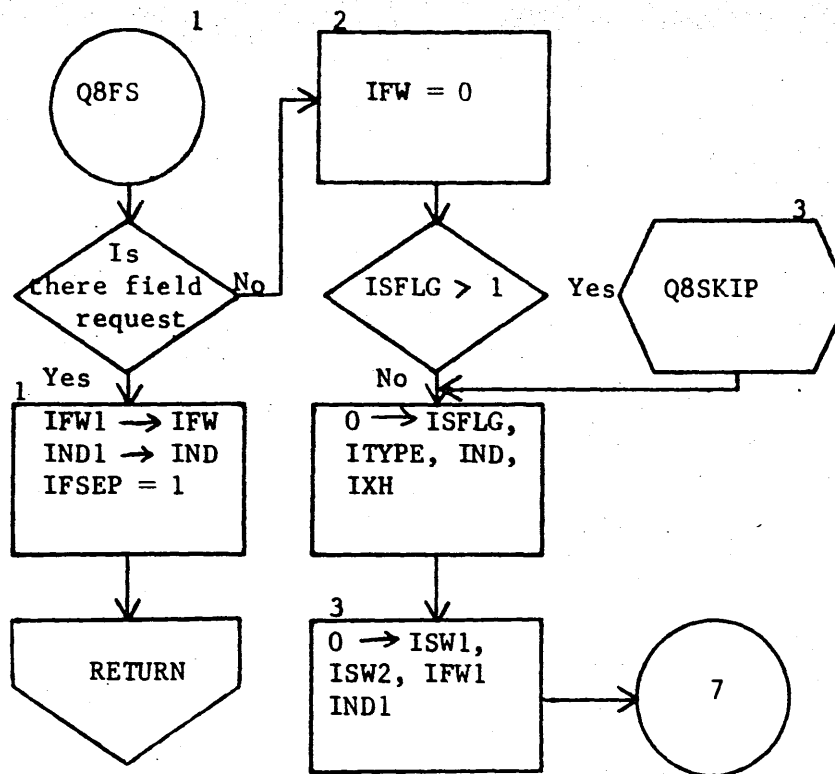 1
Q8FS
Is
there field
request
No
Yes
1
IFW1 → IFW
IND1 → IND
IFSEP = 1
RETURN
2
IFW = 0
ISFLG > 1
Yes
3
Q8SKIP
No
0 → ISFLG,
ITYPE, IND,
IXH
3
0 → ISW1,
ISW2, IFW1
IND1
7